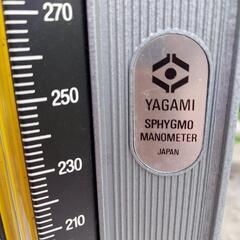 270
250
230
210
YAGAMI
SPHYGMO
MANOMETER
JAPAN